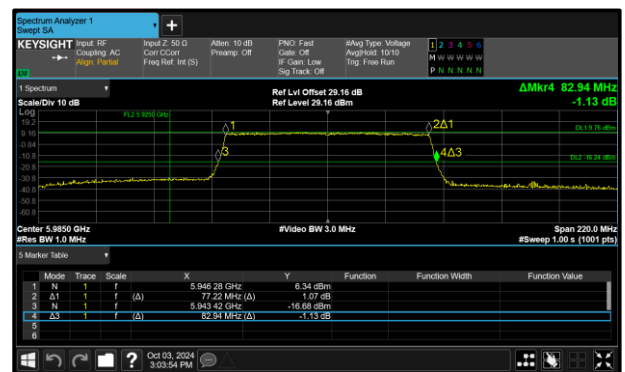 Spectrum Analyzer 1
Swept SA
+
KEYSIGHT Input: RF Input Z: 50 Ω Atten: 10 dB PNO: Fast #Avg Type: Voltage 1 2 3 4 5 6
Coupling: AC Corr CCorr Preamp: Off Gate: Off Avg|Hold: 10/10 M W W W W W
Align: Partial Freq Ref: Int (S) IF Gain: Low Trig: Free Run
Sig Track: Off P N N N N N
LXI
1 Spectrum Ref Lvl Offset 29.16 dB ΔMkr4 82.94 MHz
Scale/Div 10 dB Ref Level 29.16 dBm -1.13 dB
Log
19.2 FL2 5.9250 GHz 1 2Δ1
9.16 DL1 9.76 dBm
-0.84
-10.8 3 4Δ3
-20.8 DL2 -16.24 dBm
-30.8
-40.8
-50.8
-60.8
Center 5.9850 GHz #Video BW 3.0 MHz Span 220.0 MHz
#Res BW 1.0 MHz #Sweep 1.00 s (1001 pts)
5 Marker Table
Mode Trace Scale X Y Function Function Width Function Value
1 N 1 f 5.946 28 GHz 6.34 dBm
2 Δ1 1 f (Δ) 77.22 MHz (Δ) 1.07 dB
3 N 1 f 5.943 42 GHz -16.68 dBm
4 Δ3 1 f (Δ) 82.94 MHz (Δ) -1.13 dB
5
6
? Oct 03, 2024
3:03:54 PM